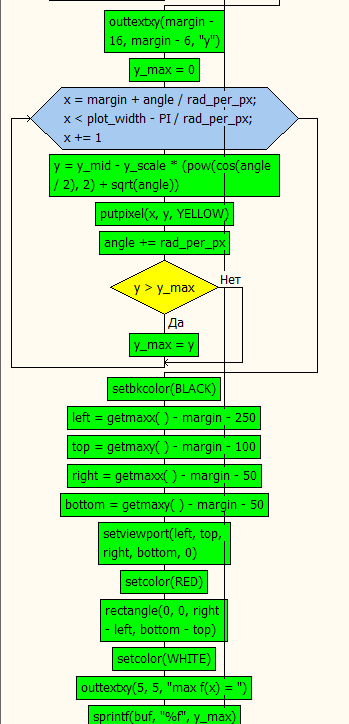 outtextxy(margin -
16, margin - 6, "y")
y_max = 0
x = margin + angle / rad_per_px;
x < plot_width - PI / rad_per_px;
x += 1
y = y_mid - y_scale * (pow(cos(angle
/ 2), 2) + sqrt(angle))
putpixel(x, y, YELLOW)
angle += rad_per_px
Нет
y > y_max
Да
y_max = y
setbkcolor(BLACK)
left = getmaxx( ) - margin - 250
top = getmaxy( ) - margin - 100
right = getmaxx( ) - margin - 50
bottom = getmaxy( ) - margin - 50
setviewport(left, top,
right, bottom, 0)
setcolor(RED)
rectangle(0, 0, right
- left, bottom - top)
setcolor(WHITE)
outtextxy(5, 5, "max f(x) = ")
sprintf(buf, "%f", y_max)